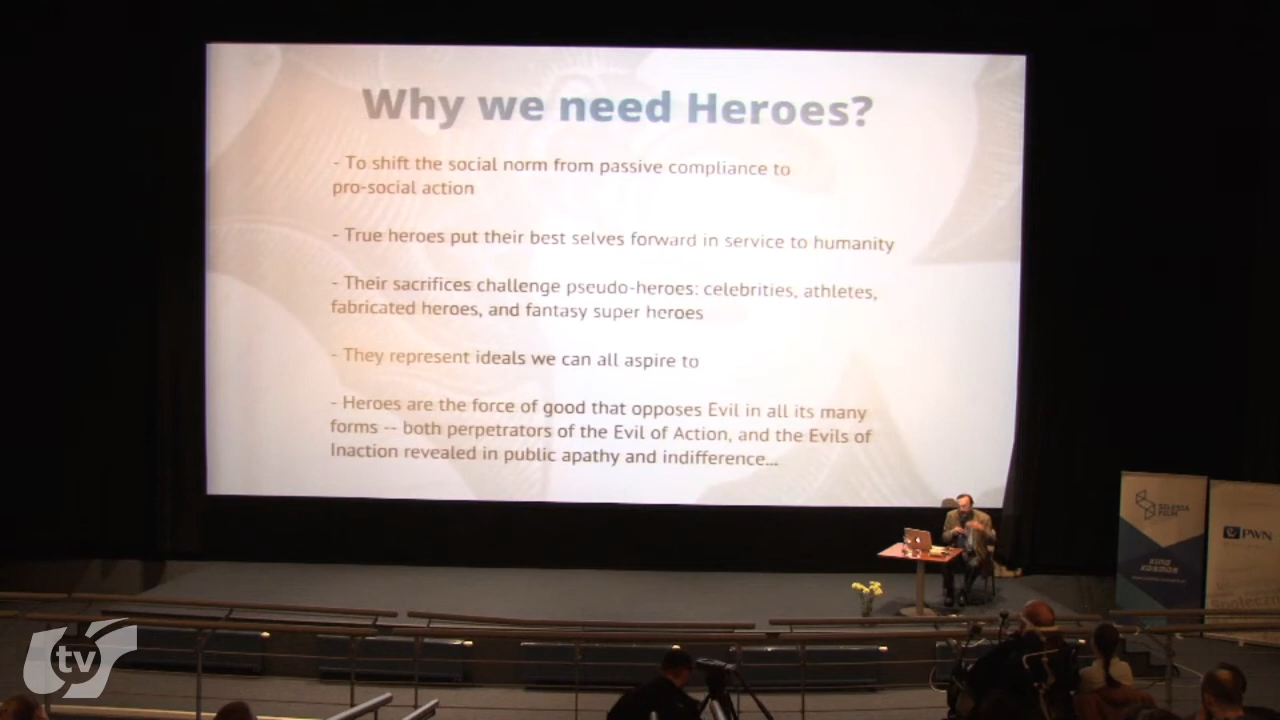 Why we need Heroes?
- To shift the social norm from passive compliance to
pro-social action
- True heroes put their best selves forward in service to humanity
- Their sacrifices challenge pseudo-heroes: celebrities, athletes,
fabricated heroes, and fantasy super heroes
- They represent ideals we can all aspire to
- Heroes are the force of good that opposes Evil in all its many
forms -- both perpetrators of the Evil of Action, and the Evils of
Inaction revealed in public apathy and indifference...
SILESIA
FILM
KINO
KOSMOS
PWN
tv